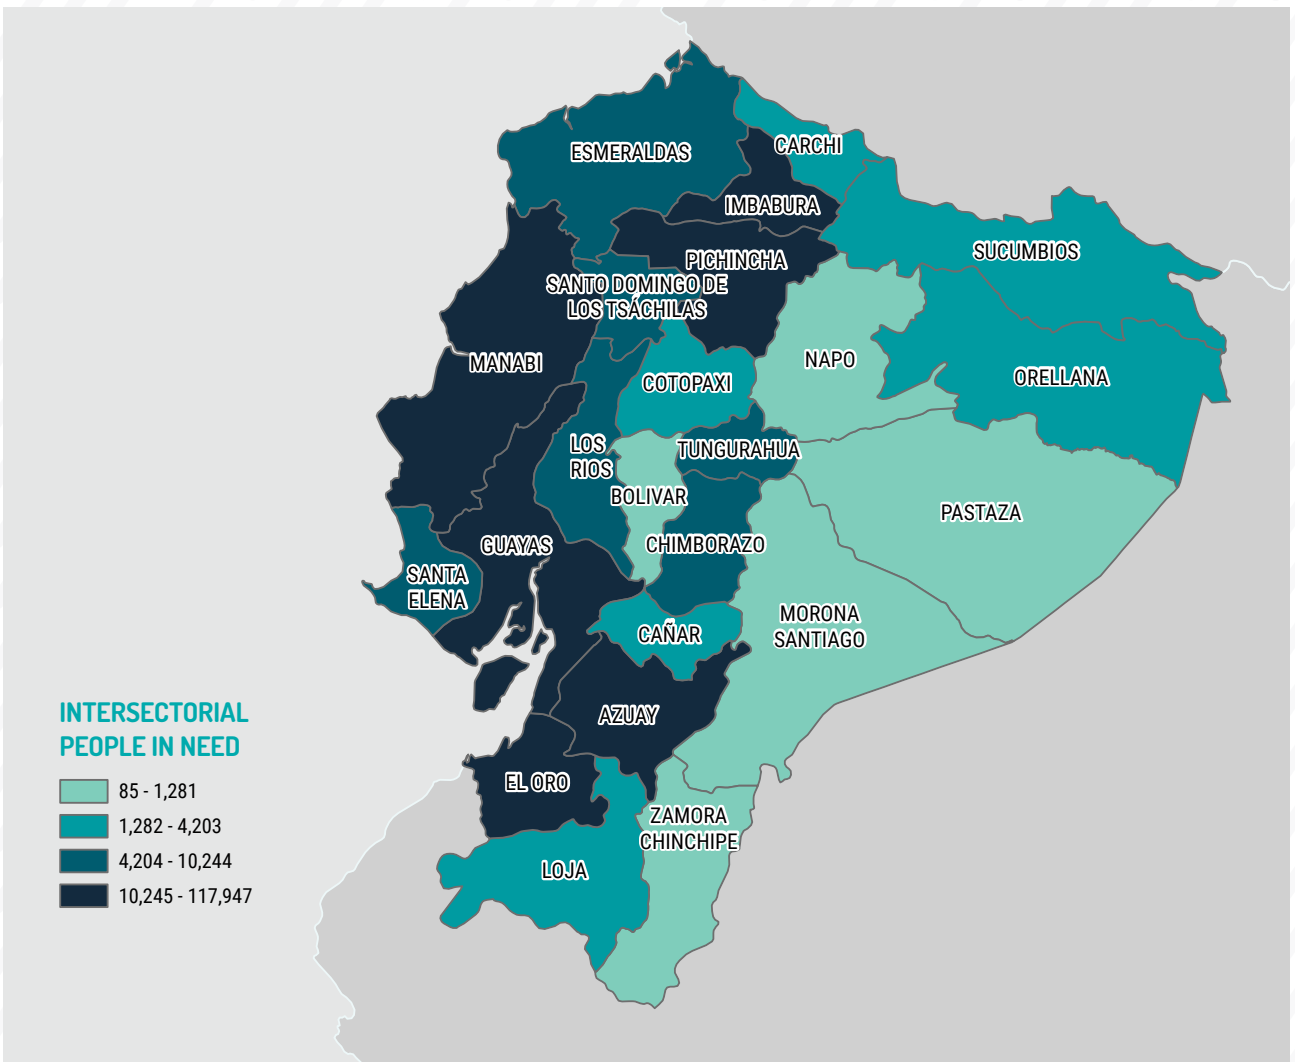 ESMERALDAS
CARCHI
IMBABURA
SUCUMBIOS
PICHINCHA
SANTO DOMINGO DE
LOS TSÁCHILAS
MANABI
NAPO
COTOPAXI
ORELLANA
LOS
RIOS
TUNGURAHUA
BOLIVAR
PASTAZA
GUAYAS
CHIMBORAZO
SANTA
ELENA
MORONA
SANTIAGO
CAÑAR
AZUAY
EL ORO
ZAMORA
CHINCHIPE
LOJA
INTERSECTORIAL
PEOPLE IN NEED
85 - 1,281
1,282 - 4,203
4,204 - 10,244
10,245 - 117,947